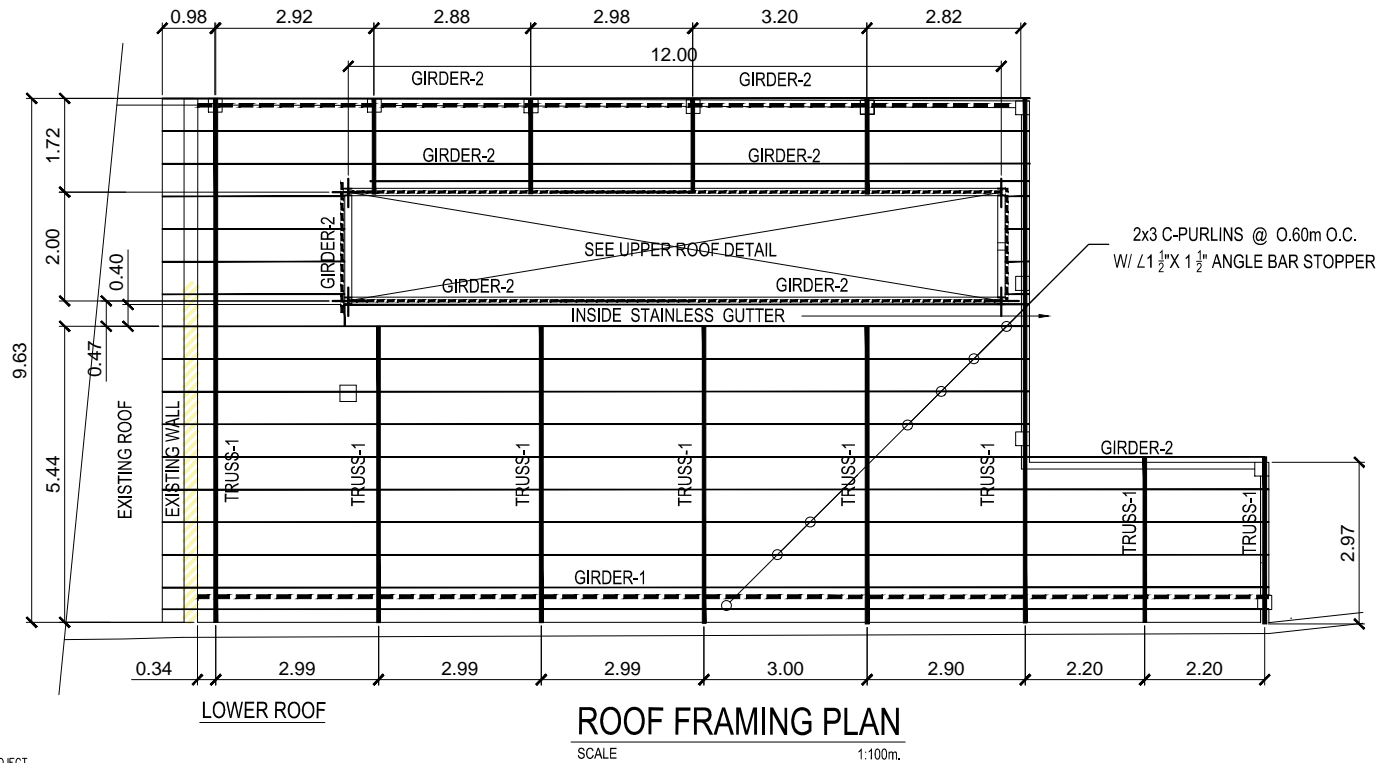 0.98 2.92 2.88 2.98 3.20 2.82
12.00
GIRDER-2 GIRDER-2
1.72
GIRDER-2 GIRDER-2
2.00
0.40
GIRDER-2
SEE UPPER ROOF DETAIL
2x3 C-PURLINS @ O.60m O.C.
W/ ∠1 1/2"X 1 1/2" ANGLE BAR STOPPER
GIRDER-2 GIRDER-2
INSIDE STAINLESS GUTTER
9.63
0.47
5.44
EXISTING ROOF
EXISTING WALL
TRUSS-1
TRUSS-1
TRUSS-1
TRUSS-1
TRUSS-1
TRUSS-1
GIRDER-2
TRUSS-1
TRUSS-1
2.97
GIRDER-1
0.34 2.99 2.99 2.99 3.00 2.90 2.20 2.20
LOWER ROOF
ROOF FRAMING PLAN
SCALE 1:100m.